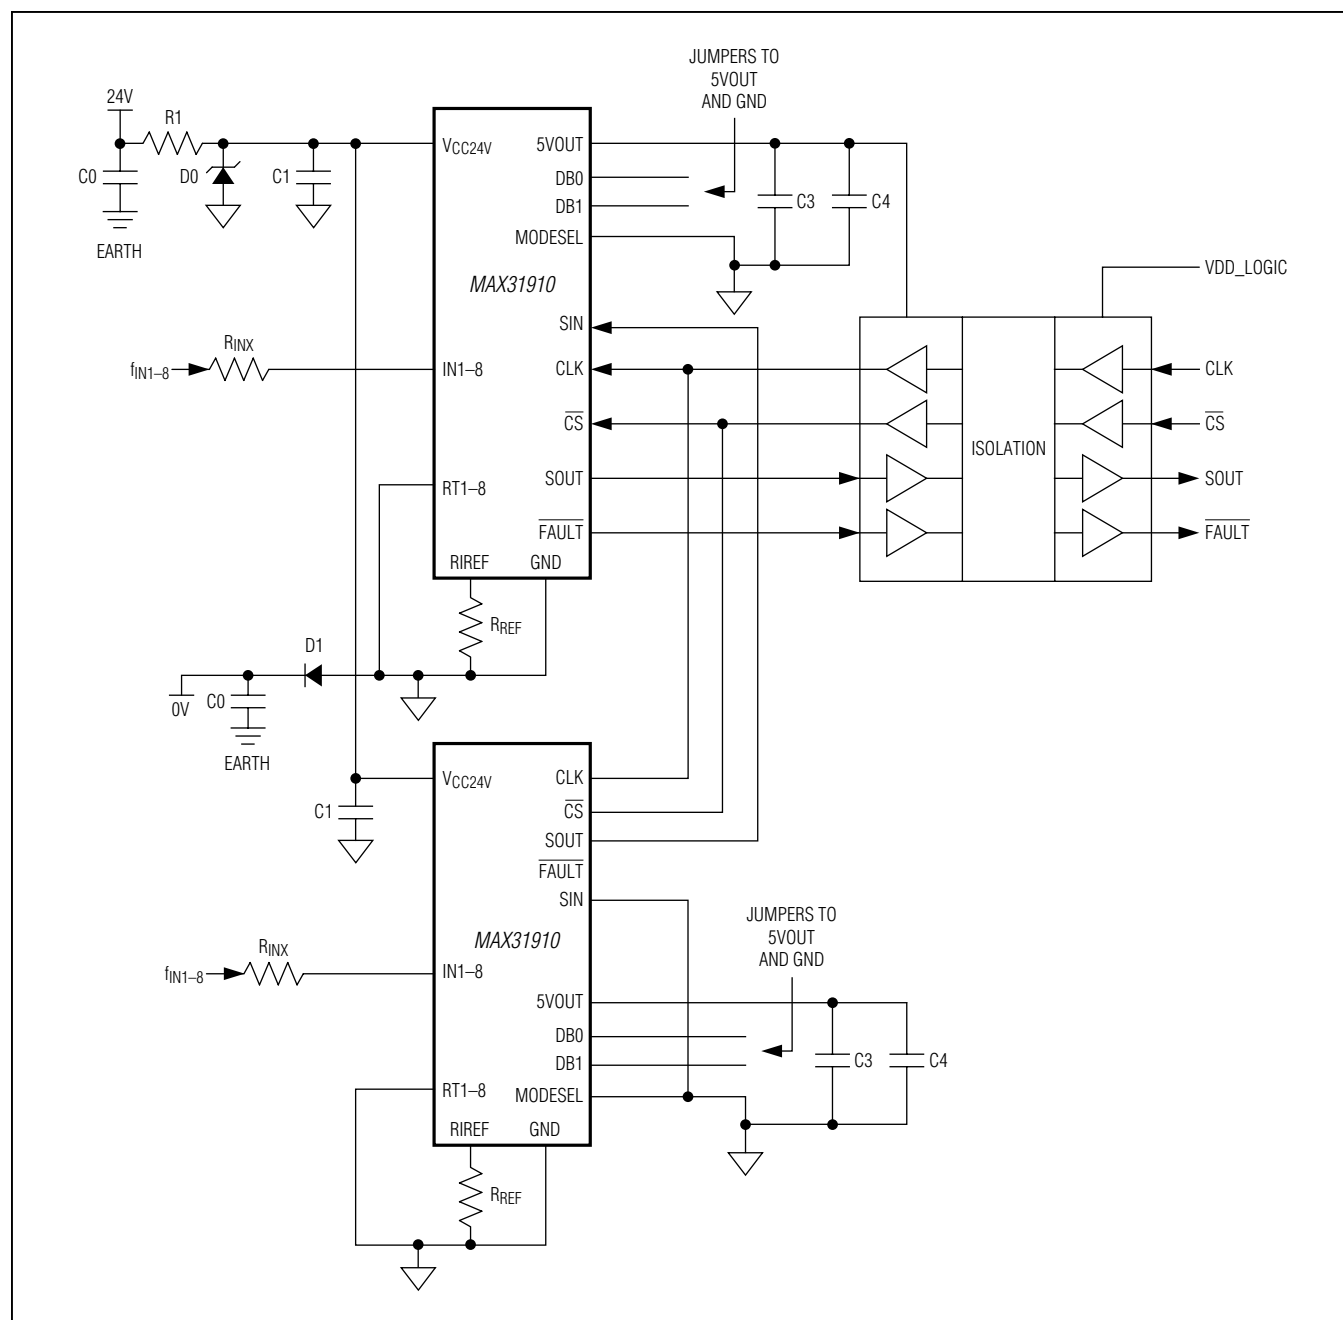 JUMPERS TO
5VOUT
AND GND
24V
R1
VCC24V
5VOUT
C0
D0
C1
DB0
DB1
C3
C4
EARTH
MODESEL
MAX31910
VDD_LOGIC
SIN
RINX
fIN1–8
IN1–8
CLK
CLK
CS
CS
ISOLATION
RT1–8
SOUT
SOUT
FAULT
FAULT
RIREF
GND
RREF
D1
0V
C0
EARTH
VCC24V
CLK
C1
CS
SOUT
FAULT
SIN
MAX31910
JUMPERS TO
5VOUT
AND GND
RINX
fIN1–8
IN1–8
5VOUT
DB0
DB1
C3
C4
RT1–8
MODESEL
RIREF
GND
RREF